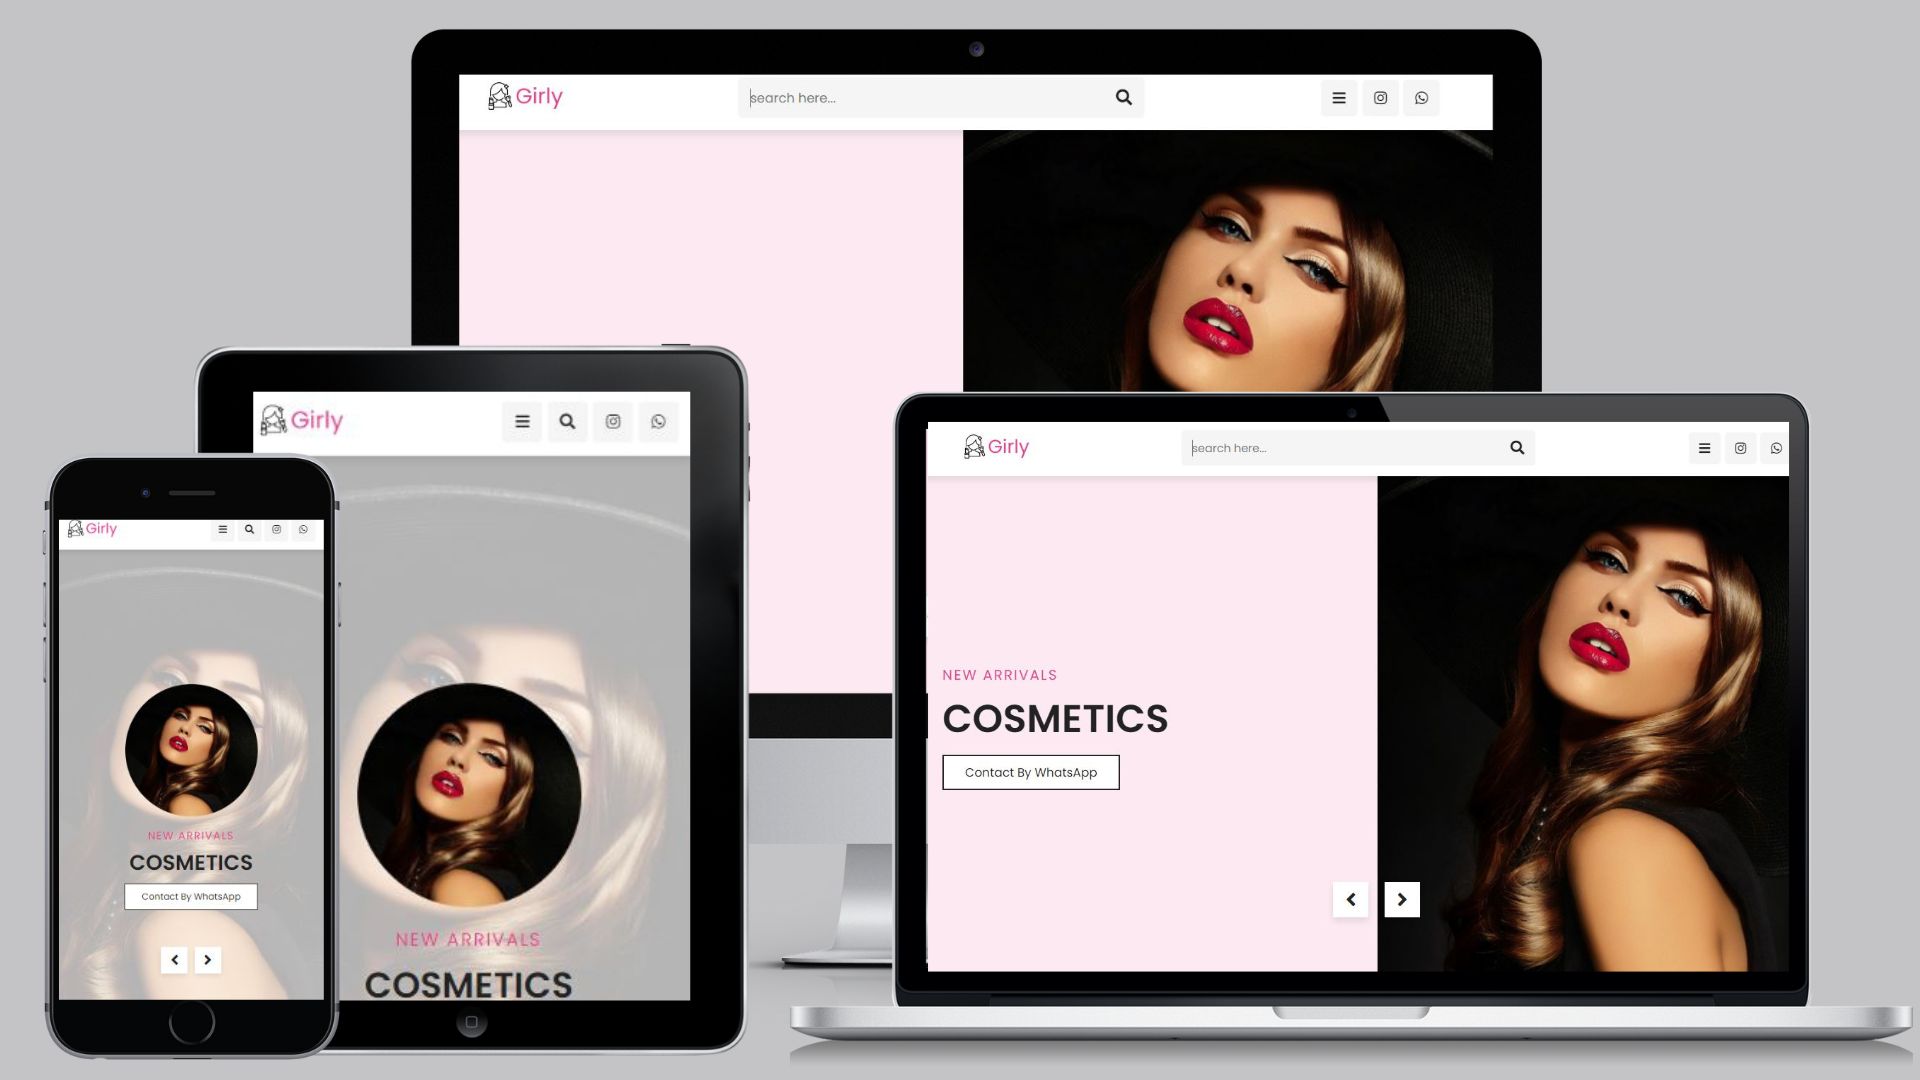 Girly
search here...
Girly
Girly
search here...
Girly
NEW ARRIVALS
COSMETICS
Contact By WhatsApp
NEW ARRIVALS
COSMETICS
Contact By WhatsApp
NEW ARRIVALS
COSMETICS